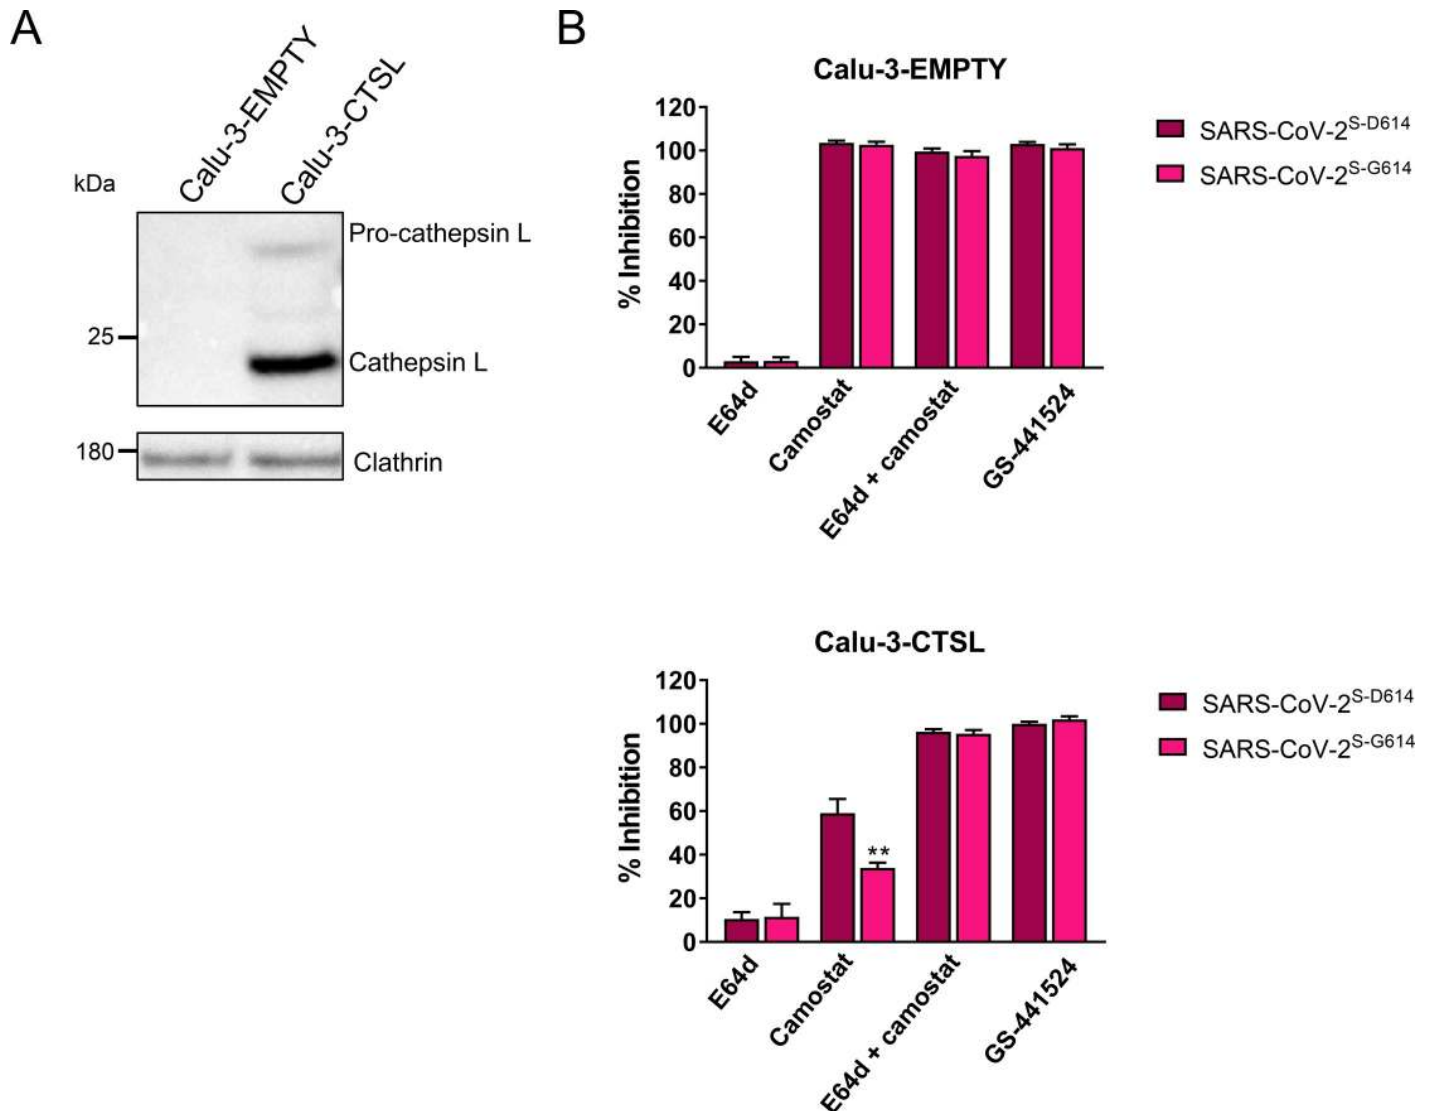 A
Calu-3-EMPTY
Calu-3-CTSL
kDa
Pro-cathepsin L
25
Cathepsin L
180
Clathrin
B
Calu-3-EMPTY
% Inhibition
120
100
80
60
40
20
0
E64d
Camostat
E64d + camostat
GS-441524
SARS-CoV-2S-D614
SARS-CoV-2S-G614
Calu-3-CTSL
% Inhibition
120
100
80
60
40
20
0
**
E64d
Camostat
E64d + camostat
GS-441524
SARS-CoV-2S-D614
SARS-CoV-2S-G614